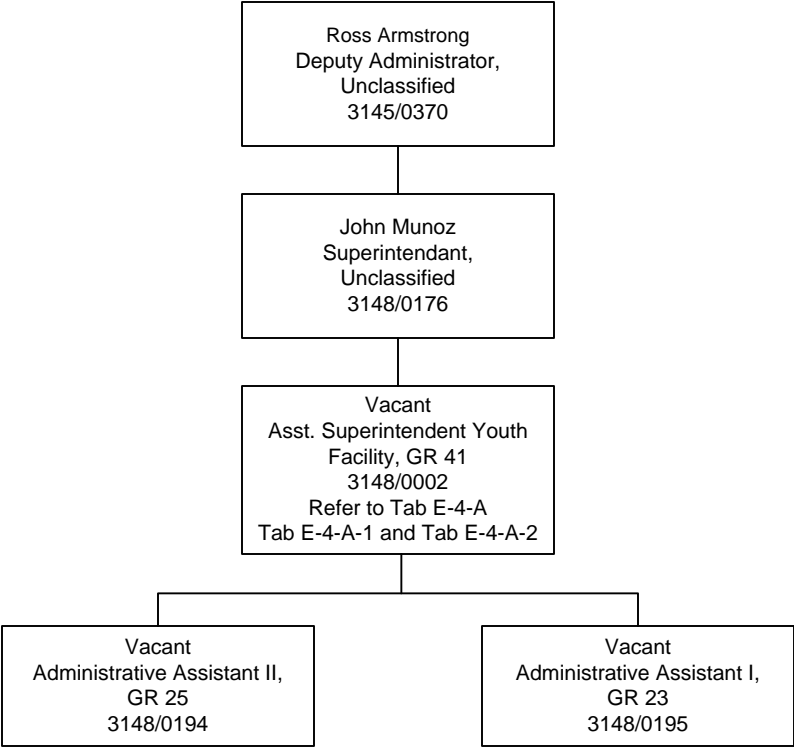 Ross Armstrong
Deputy Administrator,
Unclassified
3145/0370
John Munoz
Superintendant,
Unclassified
3148/0176
Vacant
Asst. Superintendent Youth
Facility, GR 41
3148/0002
Refer to Tab E-4-A
Tab E-4-A-1 and Tab E-4-A-2
Vacant
Administrative Assistant II,
GR 25
3148/0194
Vacant
Administrative Assistant I,
GR 23
3148/0195